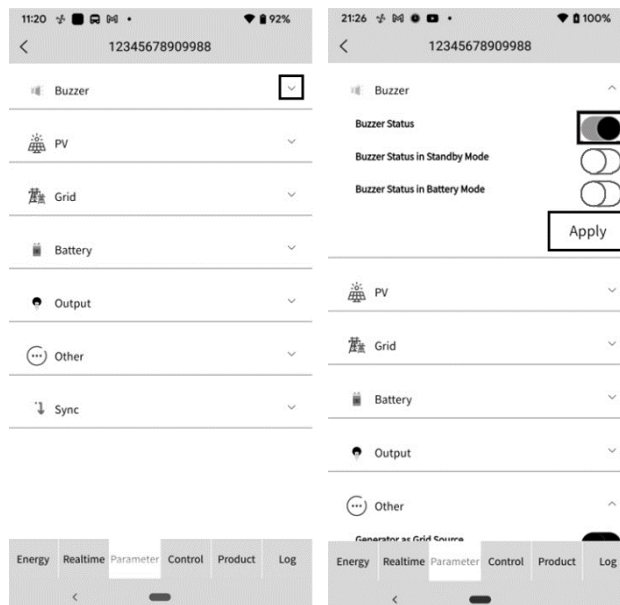 11:20
92%
12345678909988
Buzzer
PV
Grid
Battery
Output
Other
Sync
Energy Realtime Parameter Control Product Log
21:26
100%
12345678909988
Buzzer
Buzzer Status
Buzzer Status in Standby Mode
Buzzer Status in Battery Mode
Apply
PV
Grid
Battery
Output
Other
Generator as Grid Source
Energy Realtime Parameter Control Product Log